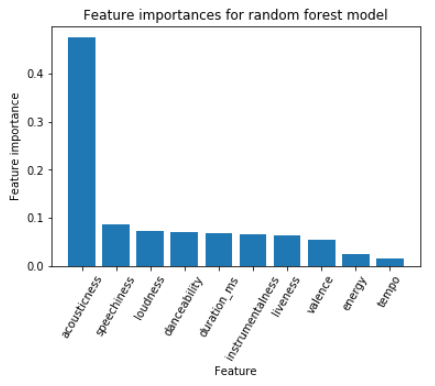 Feature importances for random forest model
Feature importance
0.4
0.3
0.2
0.1
0.0
acousticness
speechiness
loudness
danceability
duration_ms
instrumentalness
liveness
valence
energy
tempo
Feature